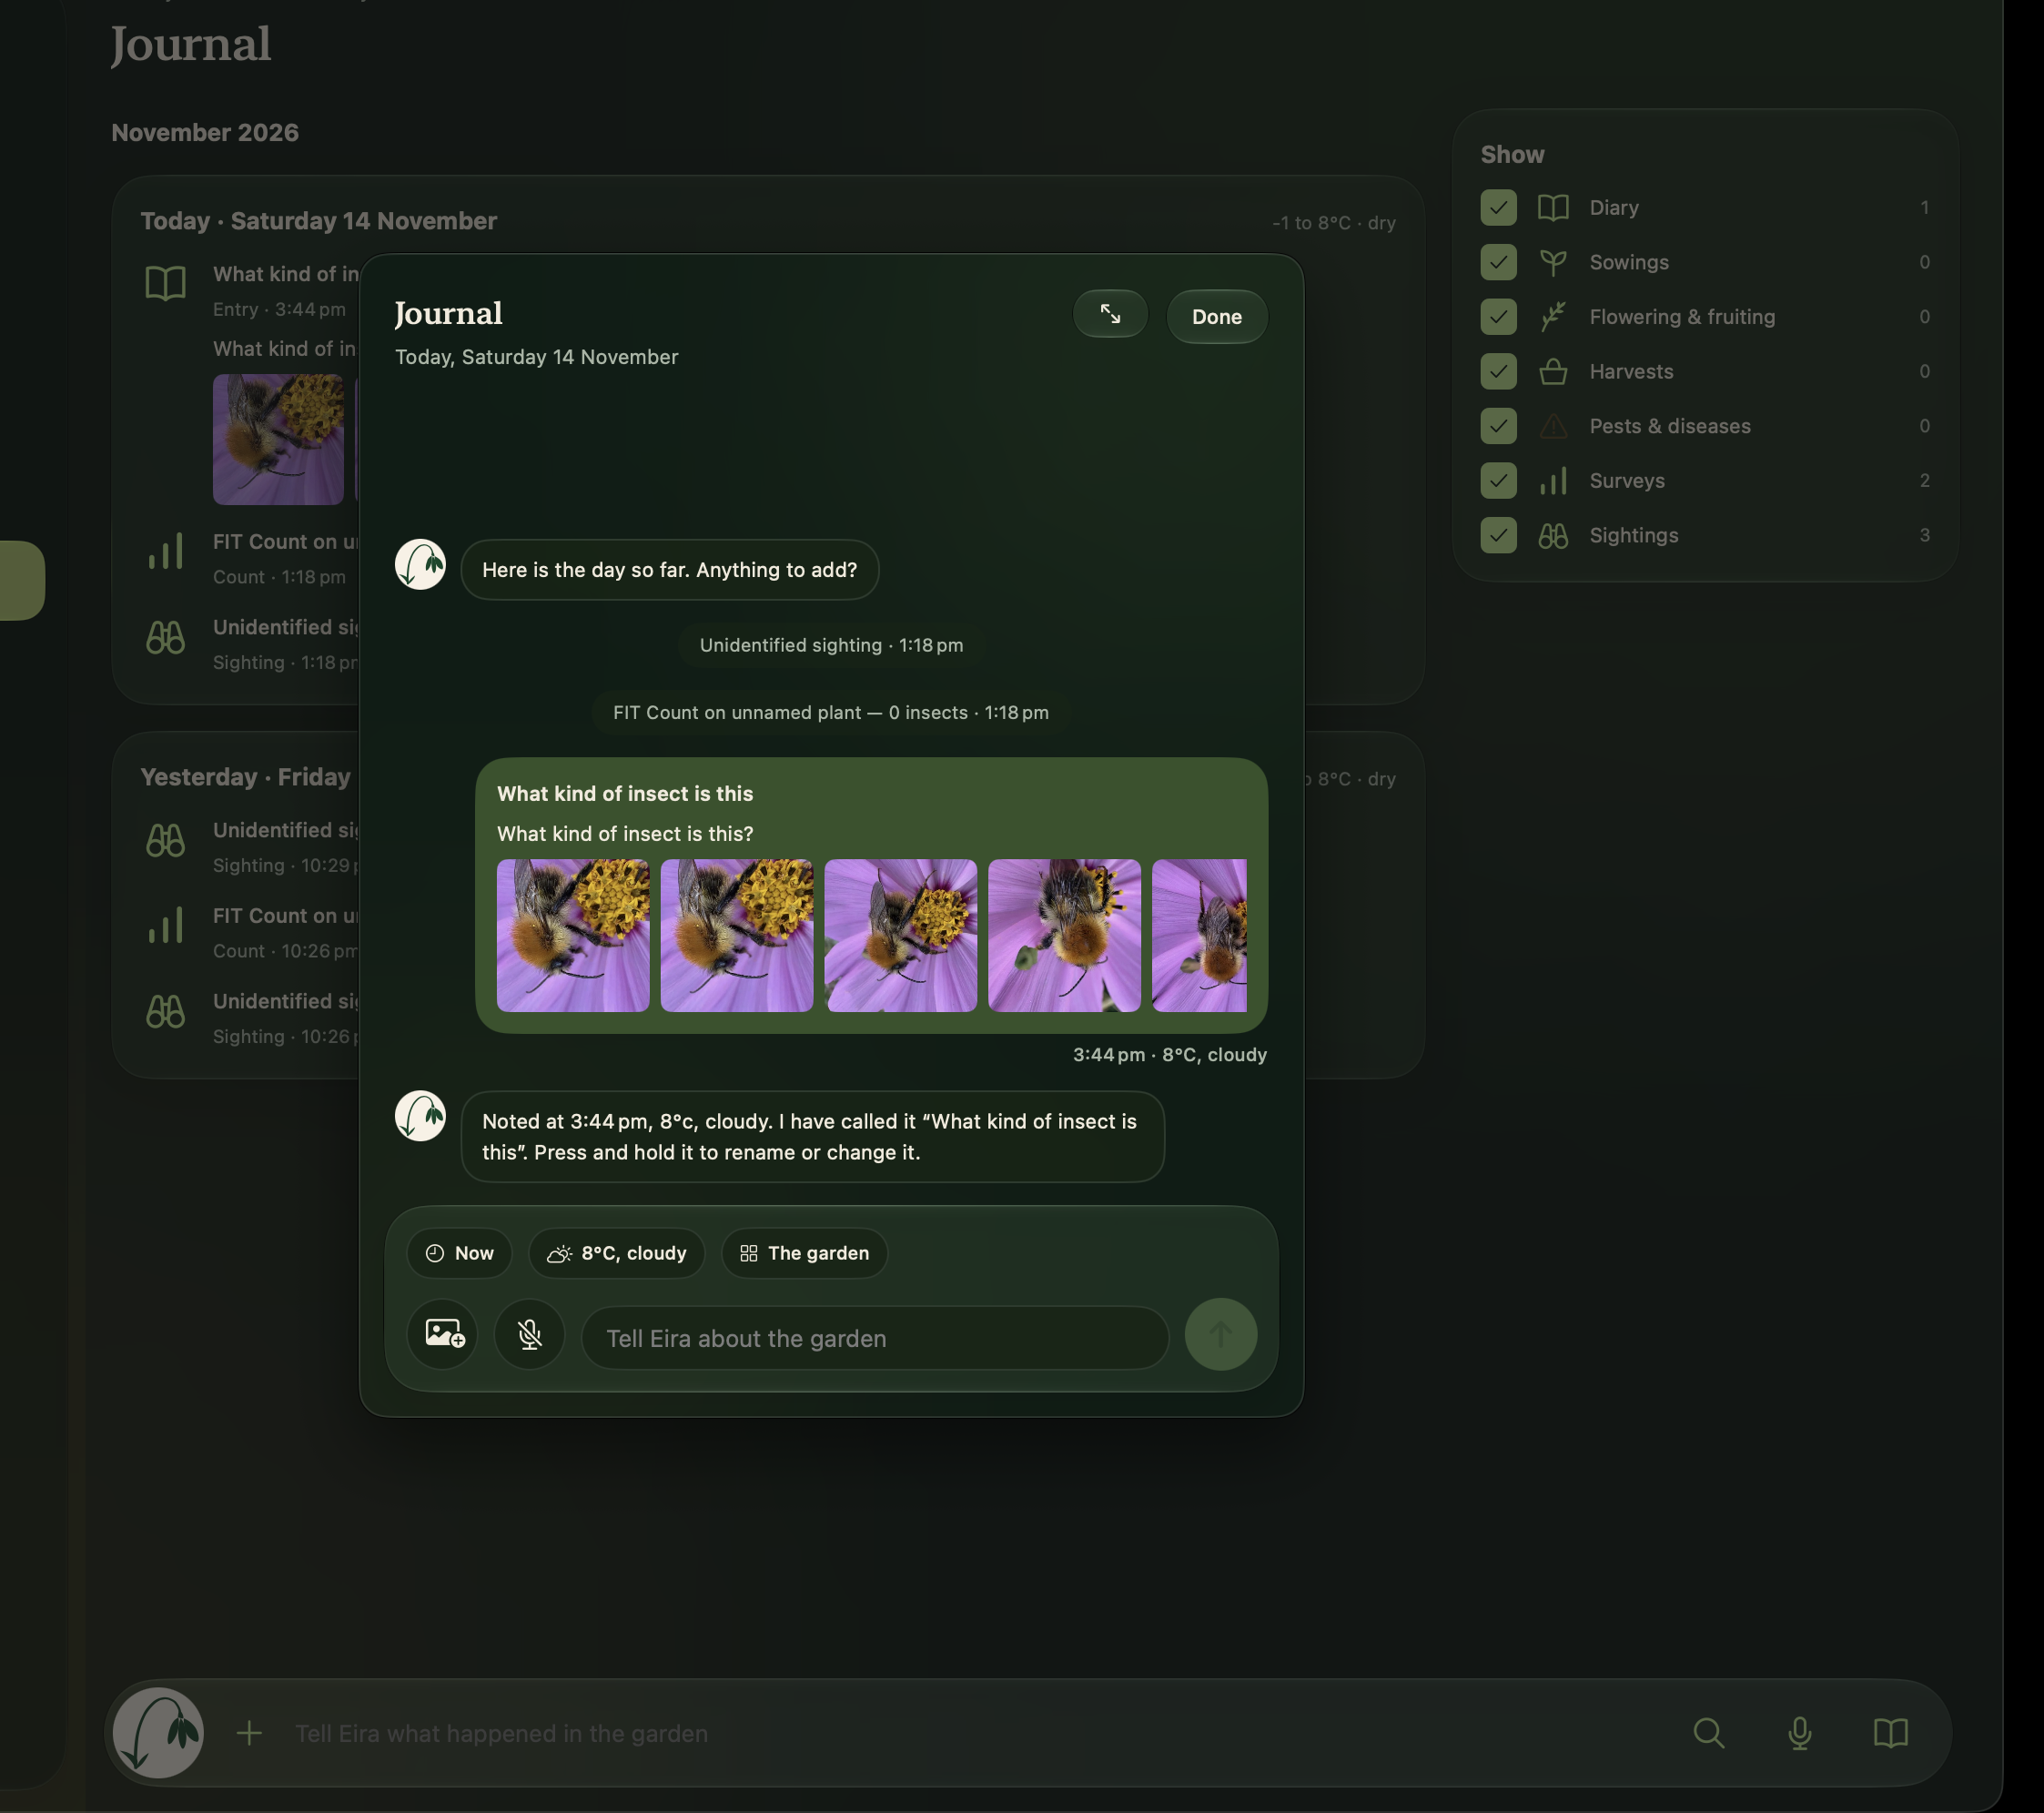 Journal
November 2026
Today · Saturday 14 November
-1 to 8°C · dry
What kind of in
Entry · 3:44 pm
What kind of in
FIT Count on u
Count · 1:18 pm
Unidentified si
Sighting · 1:18 p
Yesterday · Friday
8°C · dry
Unidentified si
Sighting · 10:29
FIT Count on u
Count · 10:26 pm
Unidentified si
Sighting · 10:26
Show
Diary 1
Sowings 0
Flowering & fruiting 0
Harvests 0
Pests & diseases 0
Surveys 2
Sightings 3
Journal
Done
Today, Saturday 14 November
Here is the day so far. Anything to add?
Unidentified sighting · 1:18 pm
FIT Count on unnamed plant — 0 insects · 1:18 pm
What kind of insect is this
What kind of insect is this?
3:44 pm · 8°C, cloudy
Noted at 3:44 pm, 8°c, cloudy. I have called it “What kind of insect is
this”. Press and hold it to rename or change it.
Now
8°C, cloudy
The garden
Tell Eira about the garden
Tell Eira what happened in the garden